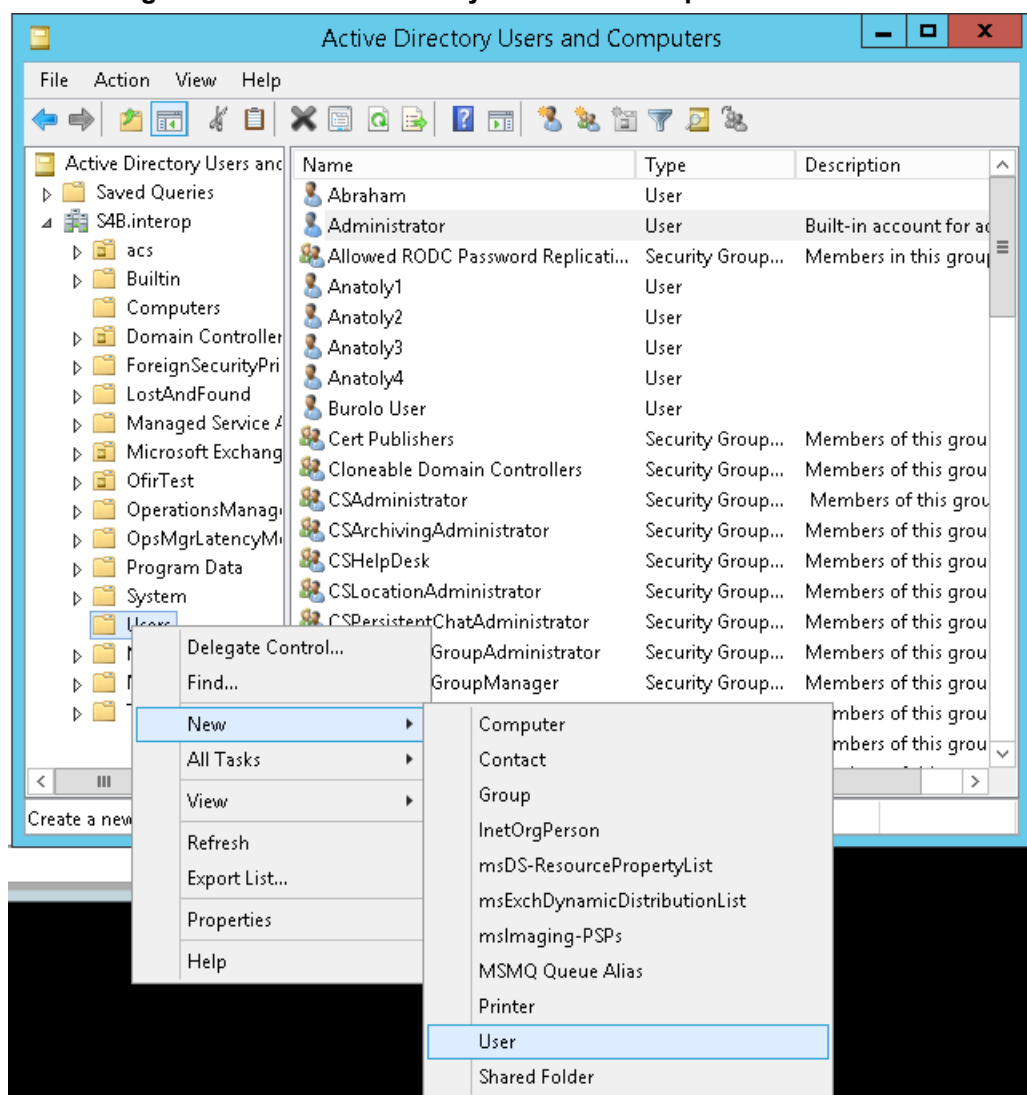 Active Directory Users and Computers
File Action View Help
Active Directory Users and
Saved Queries
S4B.interop
acs
Builtin
Computers
Domain Controller
ForeignSecurityPri
LostAndFound
Managed Service A
Microsoft Exchang
OfirTest
OperationsManag
OpsMgrLatencyM
Program Data
System
Users
Name Type Description
Abraham User
Administrator User Built-in account for ad
Allowed RODC Password Replicati... Security Group... Members in this group
Anatoly1 User
Anatoly2 User
Anatoly3 User
Anatoly4 User
Burolo User User
Cert Publishers Security Group... Members of this grou
Cloneable Domain Controllers Security Group... Members of this grou
CSAdministrator Security Group... Members of this grou
CSArchivingAdministrator Security Group... Members of this grou
CSHelpDesk Security Group... Members of this grou
CSLocationAdministrator Security Group... Members of this grou
CSPersistentChatAdministrator Security Group... Members of this grou
GroupAdministrator Security Group... Members of this grou
GroupManager Security Group... Members of this grou
mbers of this grou
mbers of this grou
Create a new
Delegate Control...
Find...
New
All Tasks
View
Refresh
Export List...
Properties
Help
Computer
Contact
Group
InetOrgPerson
msDS-ResourcePropertyList
msExchDynamicDistributionList
msImaging-PSPs
MSMQ Queue Alias
Printer
User
Shared Folder